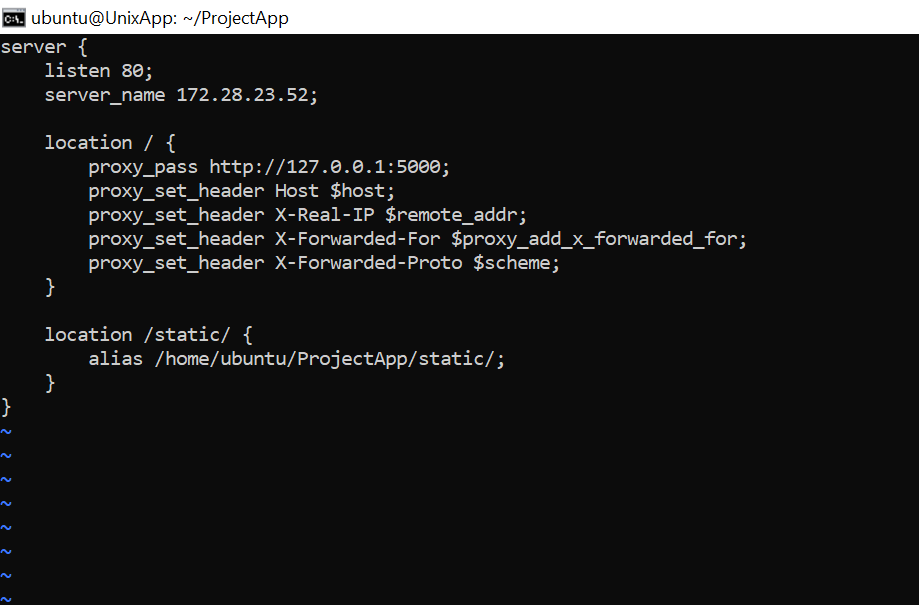 ubuntu@UnixApp: ~/ProjectApp
server {
    listen 80;
    server_name 172.28.23.52;

    location / {
        proxy_pass http://127.0.0.1:5000;
        proxy_set_header Host $host;
        proxy_set_header X-Real-IP $remote_addr;
        proxy_set_header X-Forwarded-For $proxy_add_x_forwarded_for;
        proxy_set_header X-Forwarded-Proto $scheme;
    }

    location /static/ {
        alias /home/ubuntu/ProjectApp/static/;
    }
}
~
~
~
~
~
~
~
~